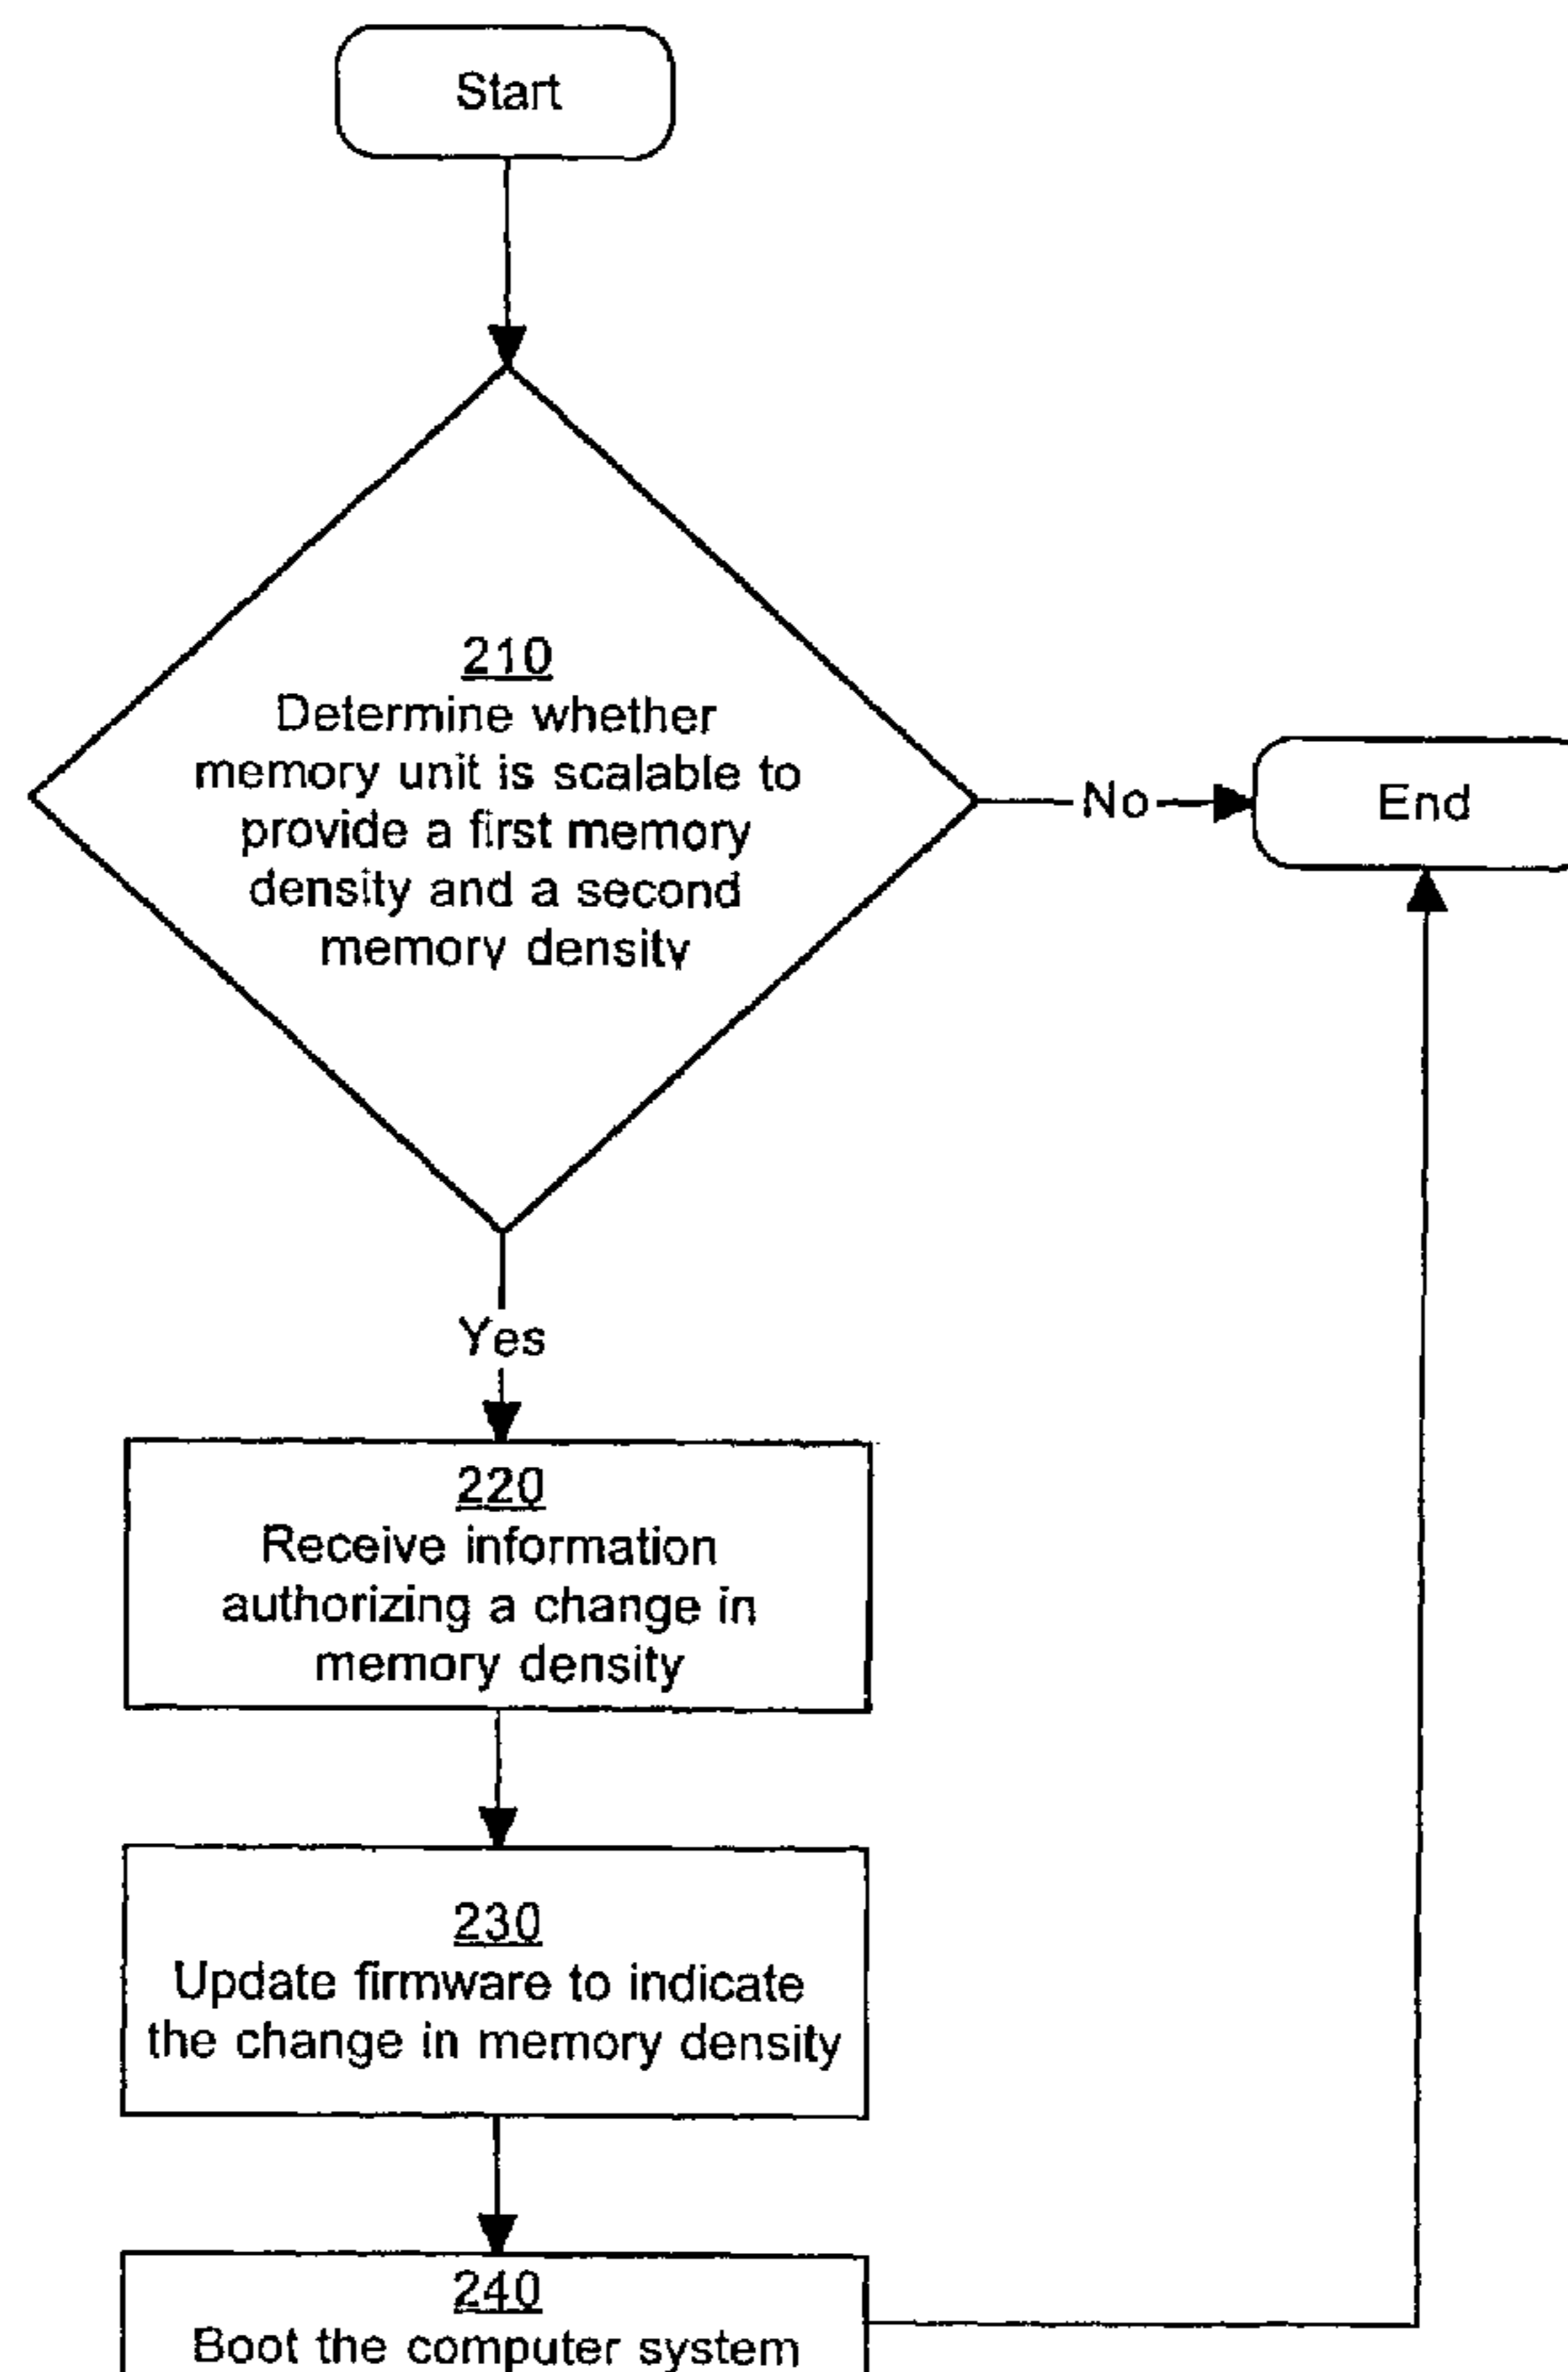 Start
210
Determine whether
memory unit is scalable to
provide a first memory
density and a second
memory density
No
End
Yes
220
Receive information
authorizing a change in
memory density
230
Update firmware to indicate
the change in memory density
240
Boot the computer system